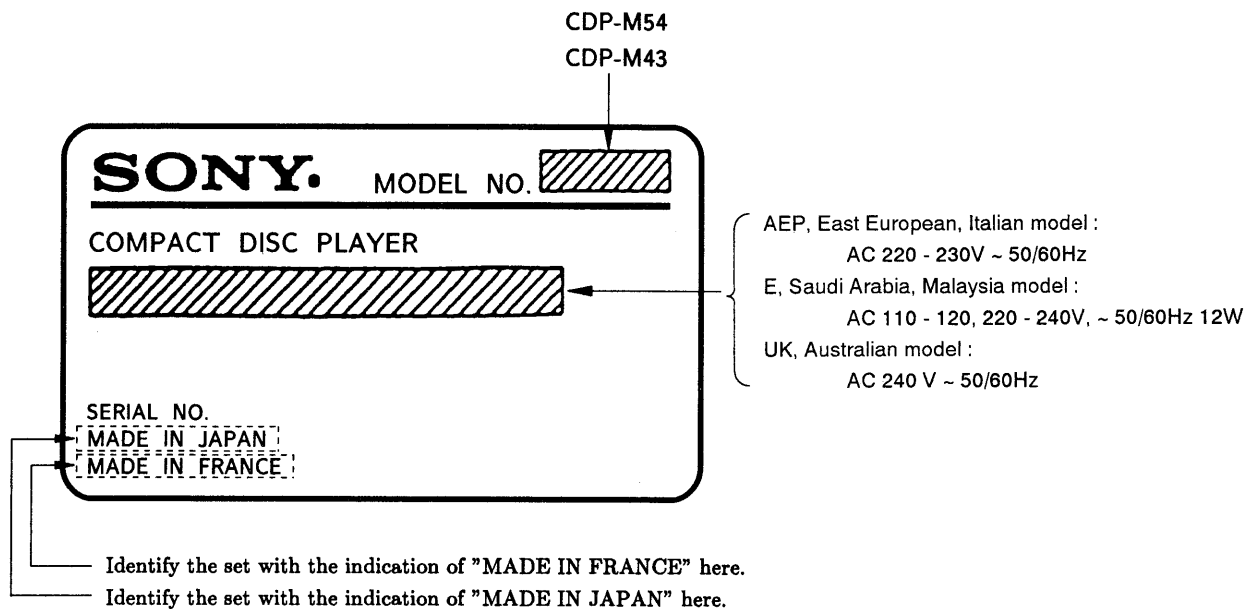 CDP-M54
CDP-M43
SONY.
MODEL NO.
COMPACT DISC PLAYER
AEP, East European, Italian model :
AC 220 - 230V ~ 50/60Hz
E, Saudi Arabia, Malaysia model :
AC 110 - 120, 220 - 240V, ~ 50/60Hz 12W
UK, Australian model :
AC 240 V ~ 50/60Hz
SERIAL NO.
MADE IN JAPAN
MADE IN FRANCE
Identify the set with the indication of "MADE IN FRANCE" here.
Identify the set with the indication of "MADE IN JAPAN" here.